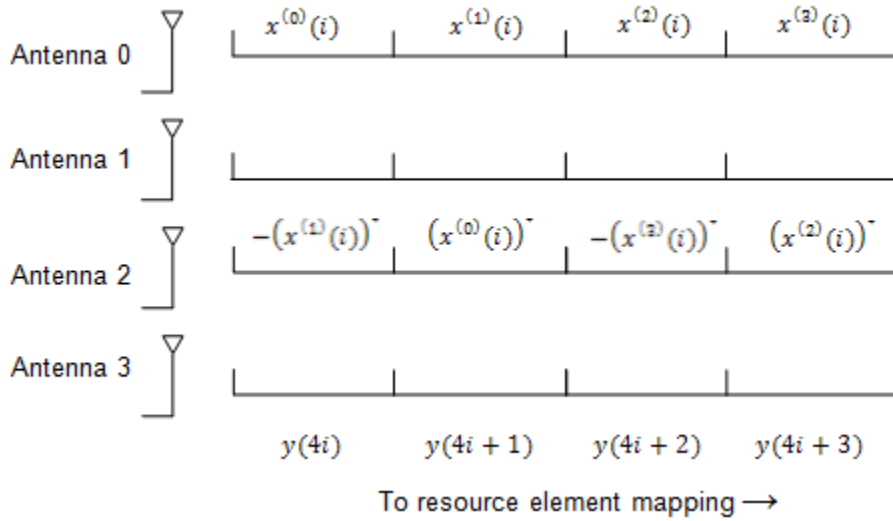 Antenna 0 x⁽⁰⁾(i) x⁽¹⁾(i) x⁽²⁾(i) x⁽³⁾(i)
Antenna 1
Antenna 2 −(x⁽¹⁾(i))* (x⁽⁰⁾(i))* −(x⁽³⁾(i))* (x⁽²⁾(i))*
Antenna 3
y(4i) y(4i + 1) y(4i + 2) y(4i + 3)
To resource element mapping →